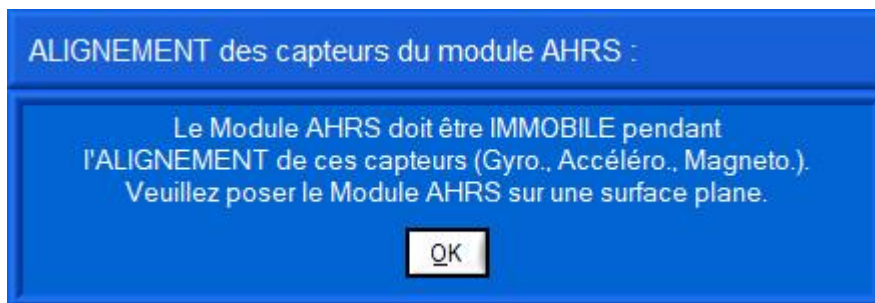 ALIGNEMENT des capteurs du module AHRS :
Le Module AHRS doit être IMMOBILE pendant
l'ALIGNEMENT de ces capteurs (Gyro., Accéléro., Magneto.).
Veuillez poser le Module AHRS sur une surface plane.
OK